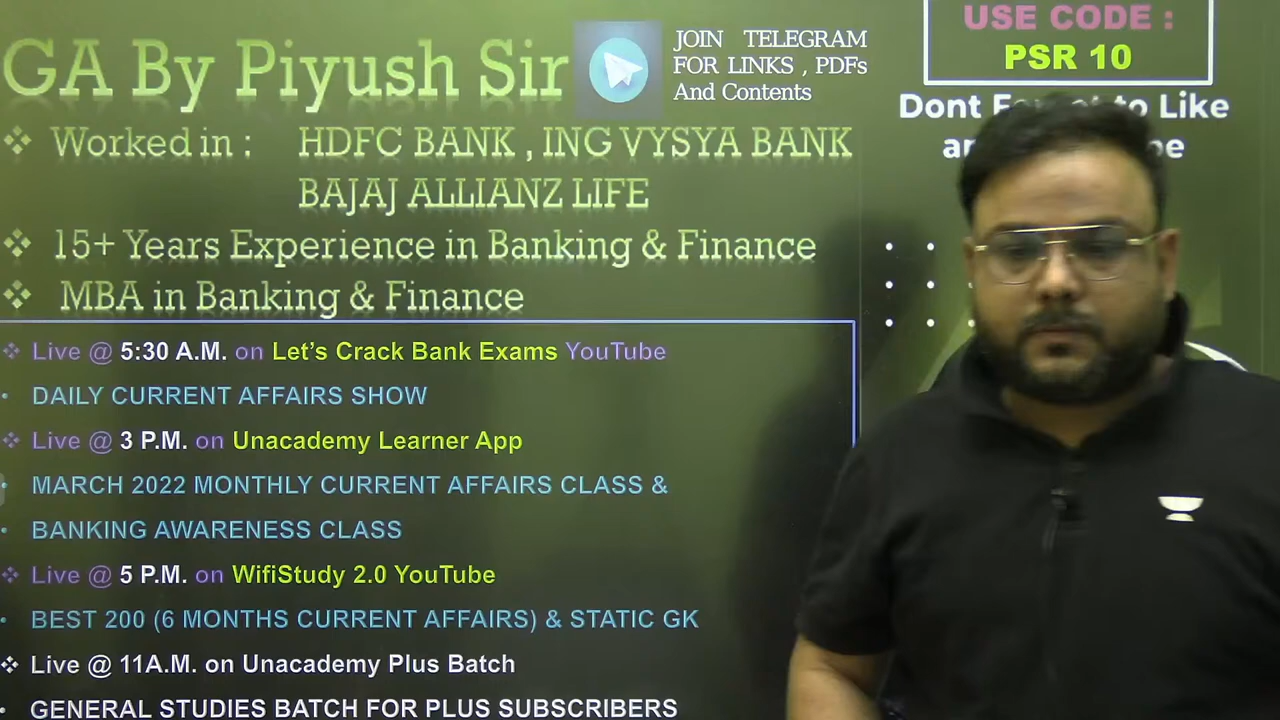 GA By Piyush Sir
JOIN TELEGRAM
FOR LINKS , PDFs
And Contents
USE CODE :
PSR 10
Dont to Like
Worked in : HDFC BANK , ING VYSYA BANK
BAJAJ ALLIANZ LIFE
15+ Years Experience in Banking & Finance
MBA in Banking & Finance
Live @ 5:30 A.M. on Let's Crack Bank Exams YouTube
DAILY CURRENT AFFAIRS SHOW
Live @ 3 P.M. on Unacademy Learner App
MARCH 2022 MONTHLY CURRENT AFFAIRS CLASS &
BANKING AWARENESS CLASS
Live @ 5 P.M. on WifiStudy 2.0 YouTube
BEST 200 (6 MONTHS CURRENT AFFAIRS) & STATIC GK
Live @ 11A.M. on Unacademy Plus Batch
GENERAL STUDIES BATCH FOR PLUS SUBSCRIBERS